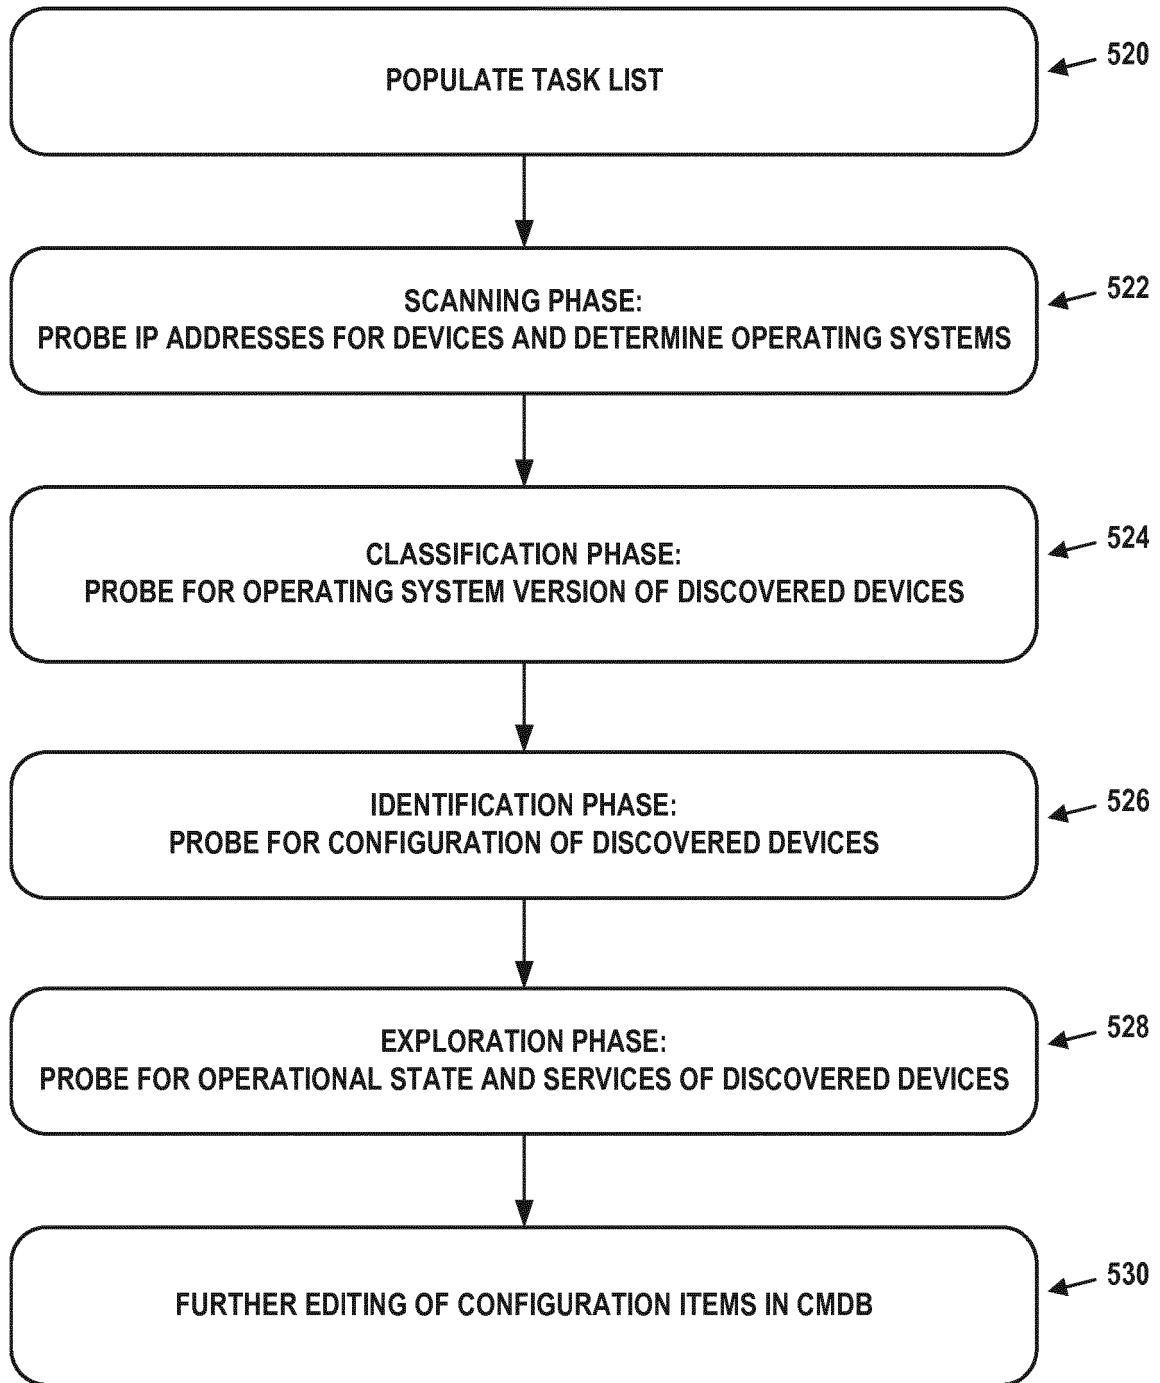 POPULATE TASK LIST
520
SCANNING PHASE:
PROBE IP ADDRESSES FOR DEVICES AND DETERMINE OPERATING SYSTEMS
522
CLASSIFICATION PHASE:
PROBE FOR OPERATING SYSTEM VERSION OF DISCOVERED DEVICES
524
IDENTIFICATION PHASE:
PROBE FOR CONFIGURATION OF DISCOVERED DEVICES
526
EXPLORATION PHASE:
PROBE FOR OPERATIONAL STATE AND SERVICES OF DISCOVERED DEVICES
528
FURTHER EDITING OF CONFIGURATION ITEMS IN CMDB
530